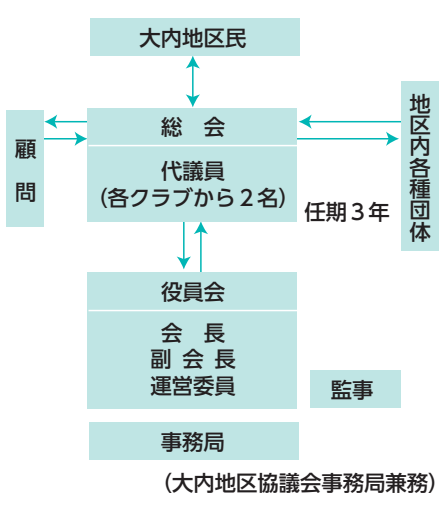 大内地区民
顧問
総　会
代議員
（各クラブから２名）
地区内各種団体
任期３年
役員会
会　長
副 会 長
運営委員
監事
事務局
（大内地区協議会事務局兼務）